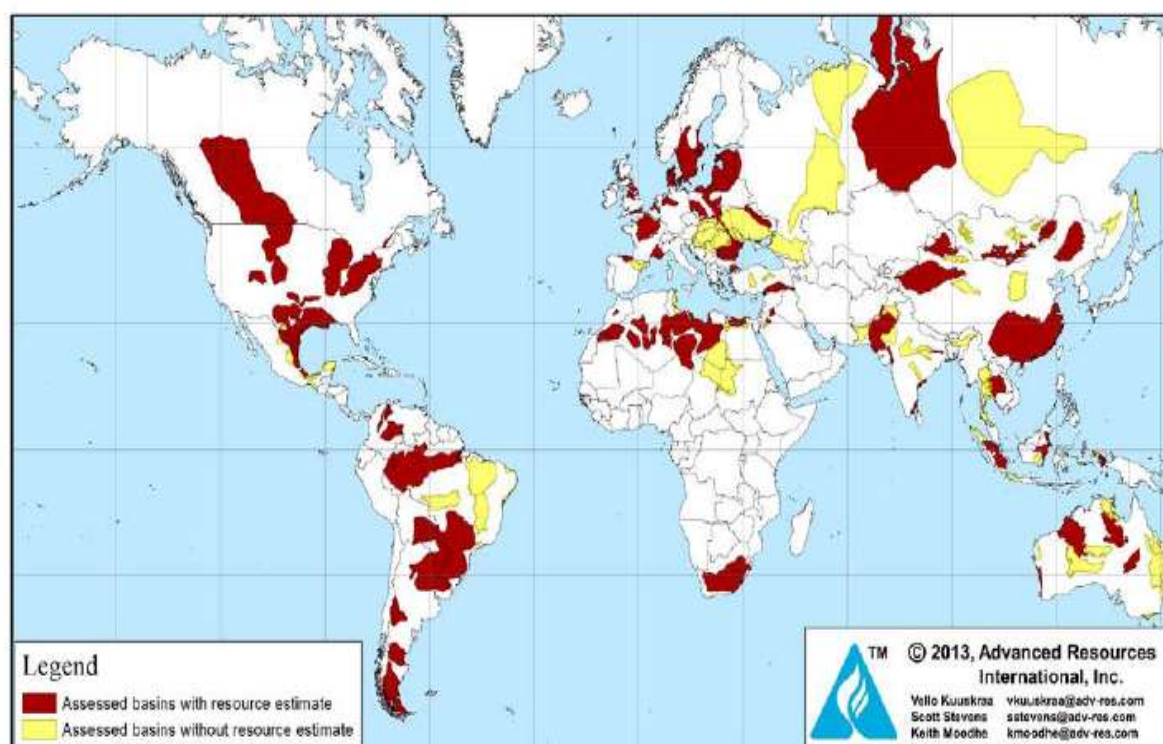 Legend
Assessed basins with resource estimate
Assessed basins without resource estimate
TM
© 2013, Advanced Resources
International, Inc.
Vello Kuuskraa vkuuskraa@adv-res.com
Scott Stevens sstevens@adv-res.com
Keith Moodhe kmoodhe@adv-res.com